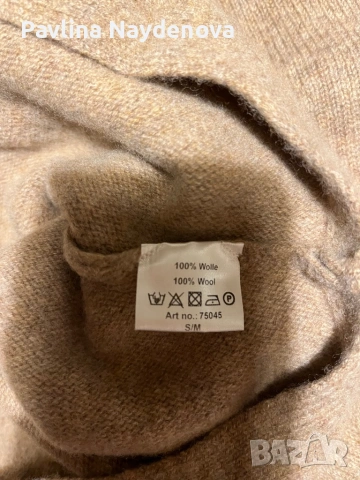 Pavlina Naydenova
100% Wolle
100% Wool
P
Art no.: 75045
S/M
BAZAR